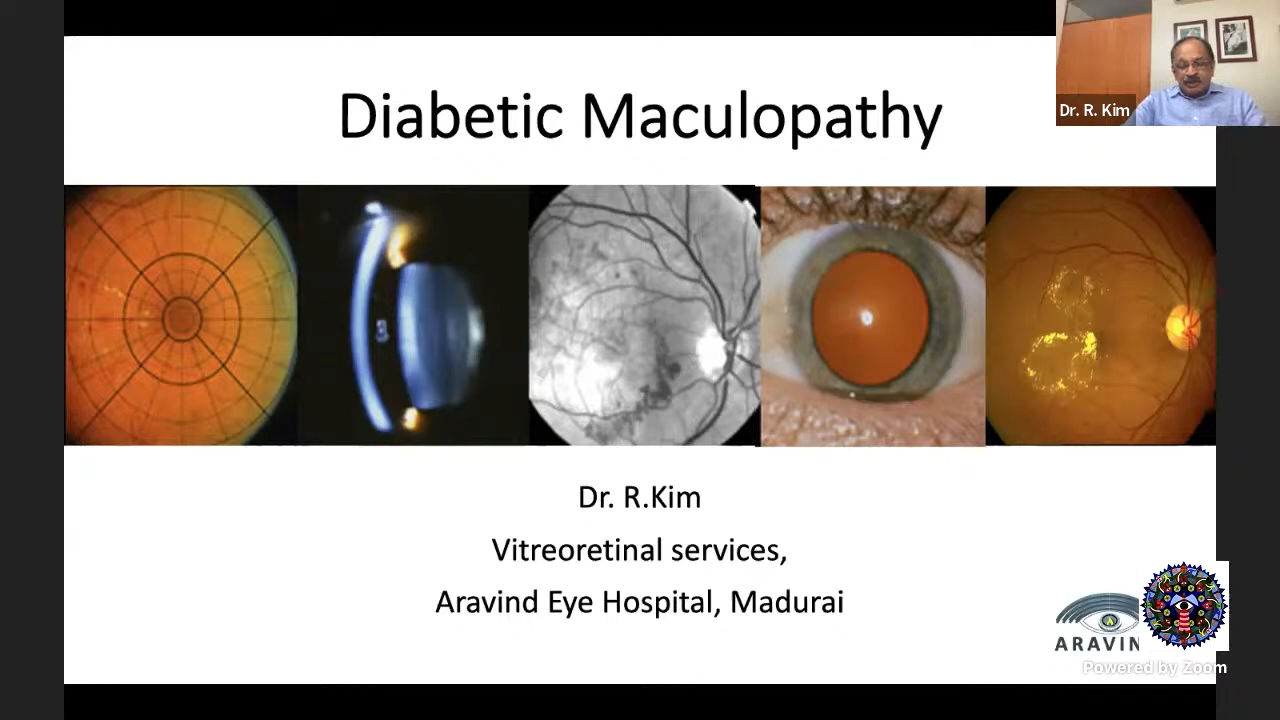 Diabetic Maculopathy
Dr. R. Kim
Dr. R.Kim
Vitreoretinal services,
Aravind Eye Hospital, Madurai
ARAVIN
Powered by Zoom